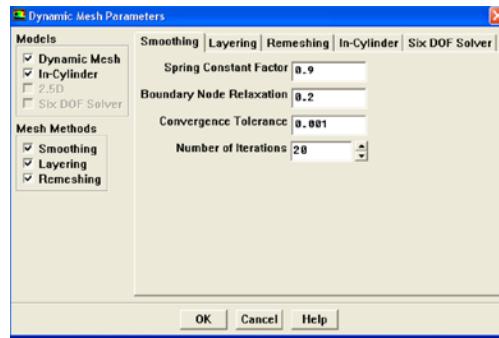 Dynamic Mesh Parameters
Models
Dynamic Mesh
In-Cylinder
2.5D
Six DOF Solver
Mesh Methods
Smoothing
Layering
Remeshing
Smoothing Layering Remeshing In-Cylinder Six DOF Solver
Spring Constant Factor 0.9
Boundary Node Relaxation 0.2
Convergence Tolerance 0.001
Number of Iterations 20
OK Cancel Help